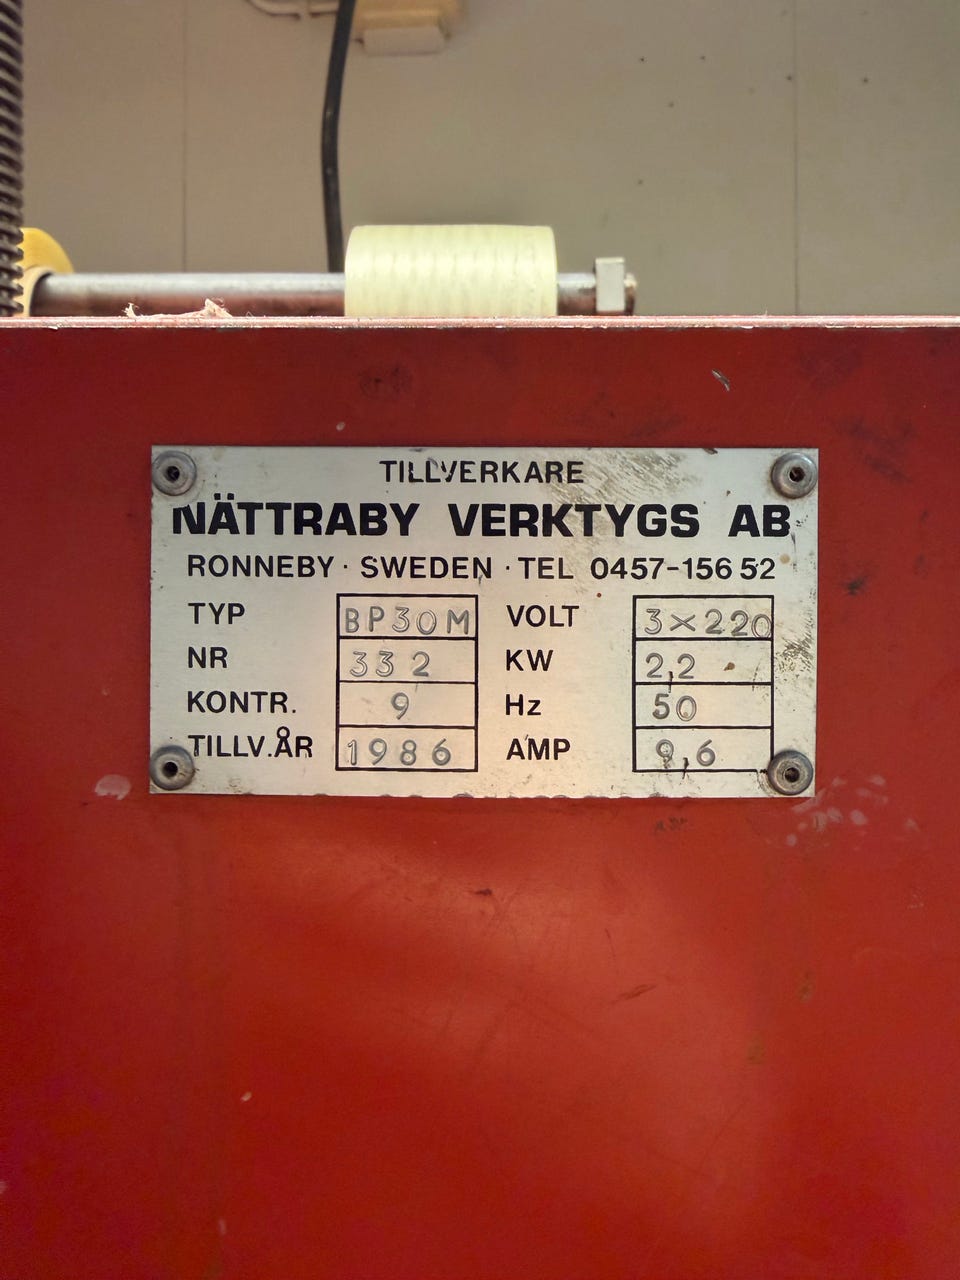 TILLVERKARE
NÄTTRABY VERKTYGS AB
RONNEBY · SWEDEN · TEL 0457-156 52
TYP BP30M VOLT 3×220
NR 332 KW 2,2
KONTR. 9 Hz 50
TILLV.ÅR 1986 AMP 9,6